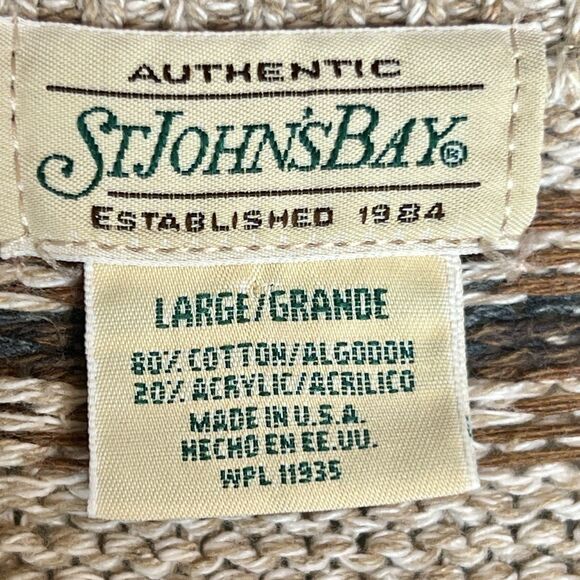 AUTHENTIC
ST JOHN'S BAY®
ESTABLISHED 1984
LARGE/GRANDE
80% COTTON/ALGODON
20% ACRYLIC/ACRILICO
MADE IN U.S.A.
HECHO EN EE.UU.
WPL 11935